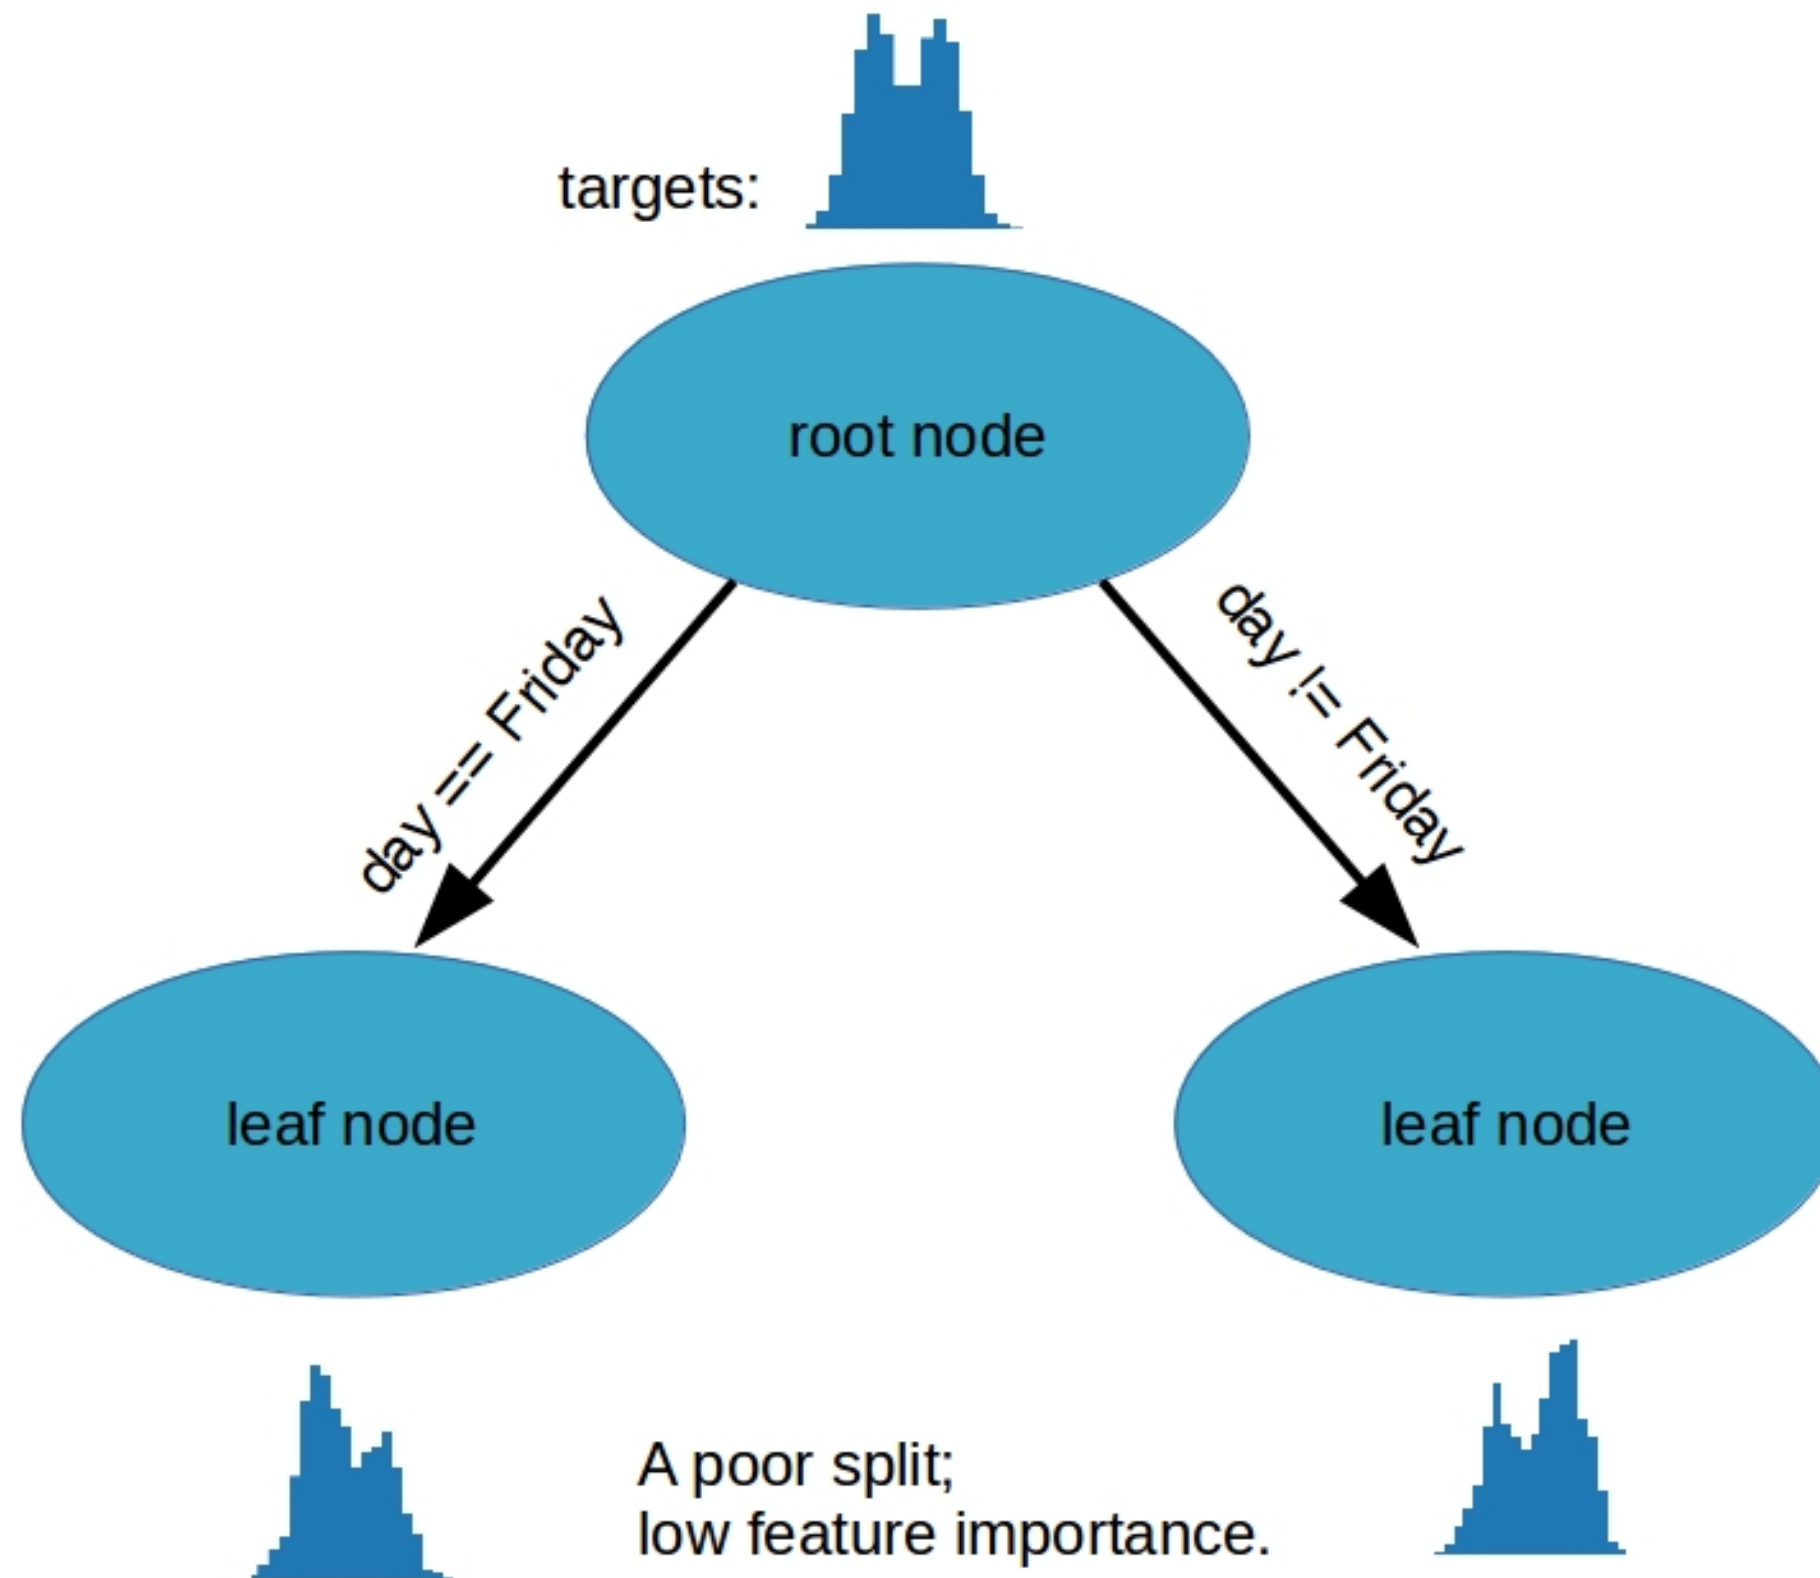 targets:
root node
day == Friday
day != Friday
leaf node
leaf node
A poor split;
low feature importance.